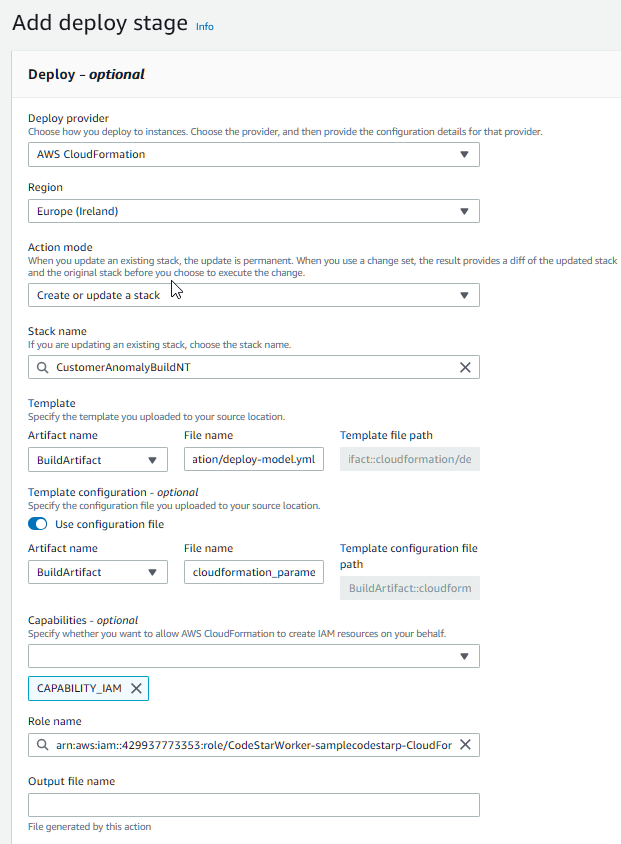 Add deploy stage Info
Deploy - optional
Deploy provider
Choose how you deploy to instances. Choose the provider, and then provide the configuration details for that provider.
AWS CloudFormation
Region
Europe (Ireland)
Action mode
When you update an existing stack, the update is permanent. When you use a change set, the result provides a diff of the updated stack
and the original stack before you choose to execute the change.
Create or update a stack
Stack name
If you are updating an existing stack, choose the stack name.
CustomerAnomalyBuildNT
Template
Specify the template you uploaded to your source location.
Artifact name File name Template file path
BuildArtifact ation/deploy-model.yml ifact::cloudformation/de
Template configuration - optional
Specify the configuration file you uploaded to your source location.
Use configuration file
Artifact name File name Template configuration file
path
BuildArtifact cloudformation_parame BuildArtifact::cloudform
Capabilities - optional
Specify whether you want to allow AWS CloudFormation to create IAM resources on your behalf.
CAPABILITY_IAM
Role name
arn:aws:iam::429937773353:role/CodeStarWorker-samplecodestarp-CloudFor
Output file name
File generated by this action